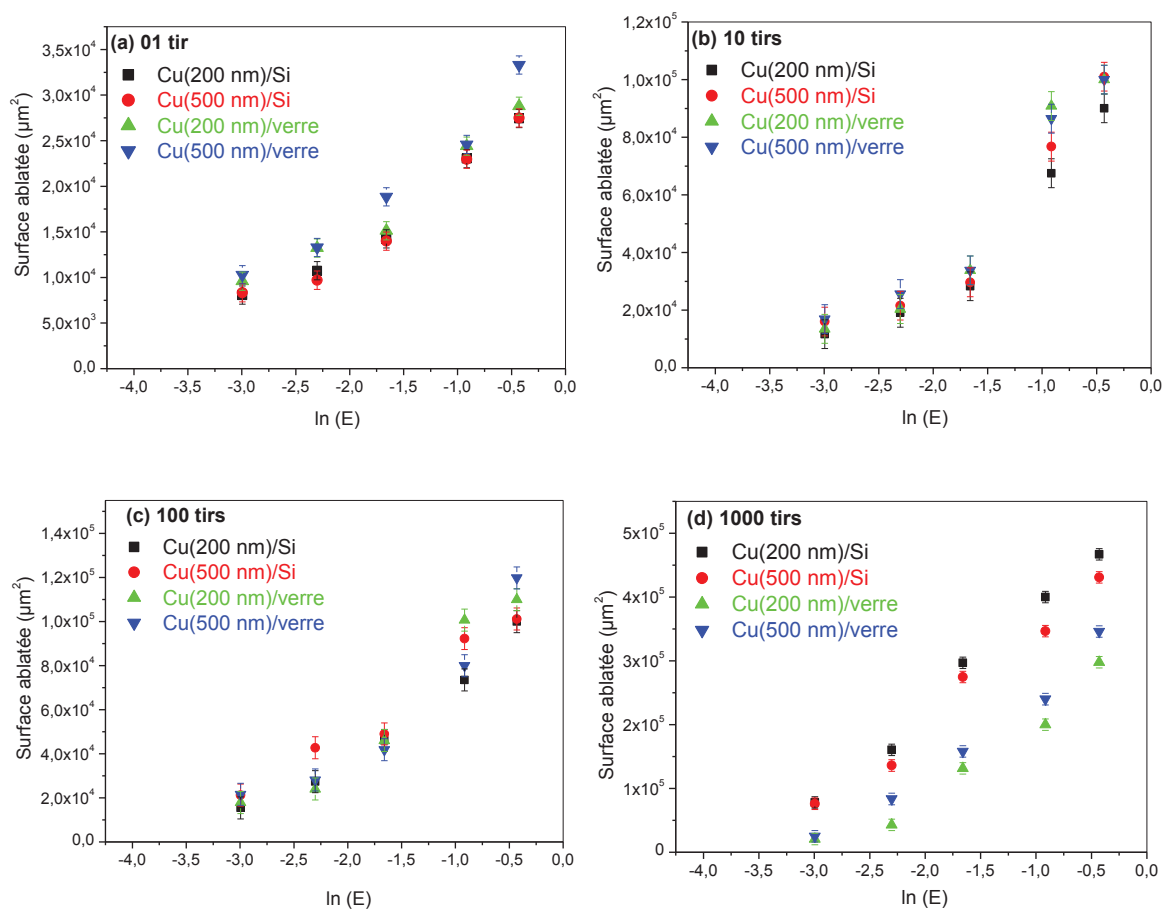 (a) 01 tir
Cu(200 nm)/Si
Cu(500 nm)/Si
Cu(200 nm)/verre
Cu(500 nm)/verre
Surface ablatée (µm²)
3,5x10⁴
3,0x10⁴
2,5x10⁴
2,0x10⁴
1,5x10⁴
1,0x10⁴
5,0x10³
0,0
-4,0 -3,5 -3,0 -2,5 -2,0 -1,5 -1,0 -0,5 0,0
ln (E)
(b) 10 tirs
Cu(200 nm)/Si
Cu(500 nm)/Si
Cu(200 nm)/verre
Cu(500 nm)/verre
Surface ablatée (µm²)
1,2x10⁵
1,0x10⁵
8,0x10⁴
6,0x10⁴
4,0x10⁴
2,0x10⁴
0,0
-4,0 -3,5 -3,0 -2,5 -2,0 -1,5 -1,0 -0,5 0,0
ln (E)
(c) 100 tirs
Cu(200 nm)/Si
Cu(500 nm)/Si
Cu(200 nm)/verre
Cu(500 nm)/verre
Surface ablatée (µm²)
1,4x10⁵
1,2x10⁵
1,0x10⁵
8,0x10⁴
6,0x10⁴
4,0x10⁴
2,0x10⁴
0,0
-4,0 -3,5 -3,0 -2,5 -2,0 -1,5 -1,0 -0,5 0,0
ln (E)
(d) 1000 tirs
Cu(200 nm)/Si
Cu(500 nm)/Si
Cu(200 nm)/verre
Cu(500 nm)/verre
Surface ablatée (µm²)
5x10⁵
4x10⁵
3x10⁵
2x10⁵
1x10⁵
0
-4,0 -3,5 -3,0 -2,5 -2,0 -1,5 -1,0 -0,5 0,0
ln (E)